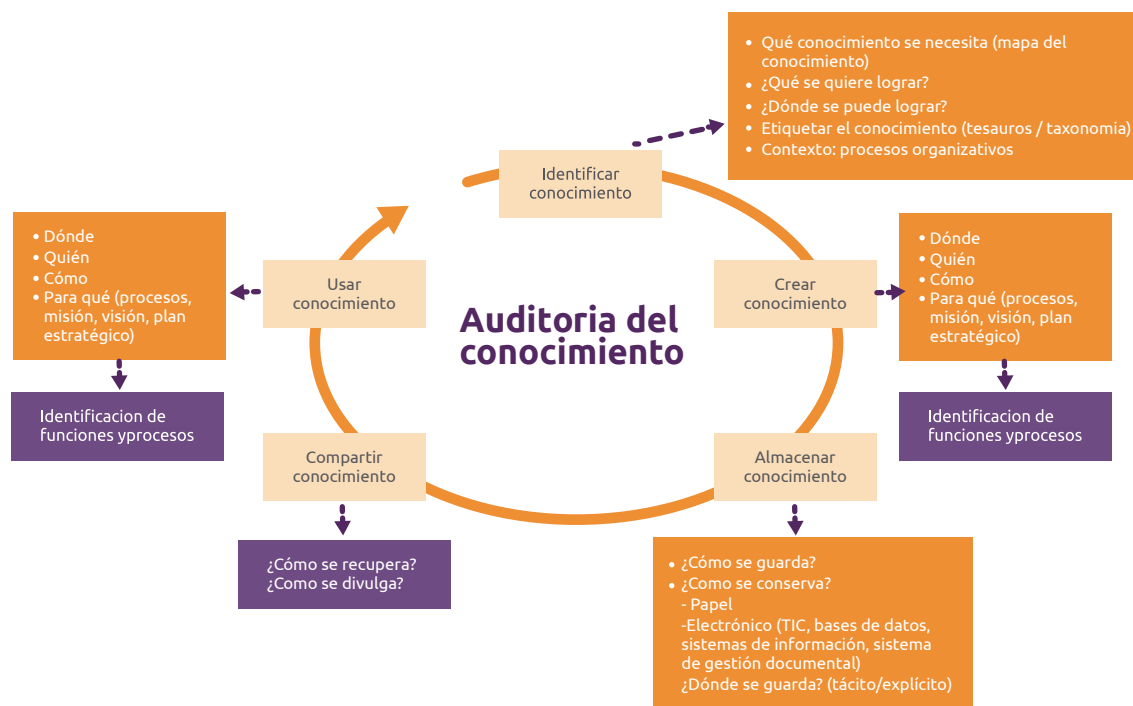 • Qué conocimiento se necesita (mapa del
conocimiento)
• ¿Qué se quiere lograr?
• ¿Dónde se puede lograr?
• Etiquetar el conocimiento (tesauros / taxonomia)
• Contexto: procesos organizativos
Identificar
conocimiento
• Dónde
• Quién
• Cómo
• Para qué (procesos,
misión, visión, plan
estratégico)
Usar
conocimiento
Auditoria del
conocimiento
Crear
conocimiento
• Dónde
• Quién
• Cómo
• Para qué (procesos,
misión, visión, plan
estratégico)
Identificacion de
funciones yprocesos
Compartir
conocimiento
Almacenar
conocimiento
Identificacion de
funciones yprocesos
¿Cómo se recupera?
¿Como se divulga?
• ¿Cómo se guarda?
• ¿Como se conserva?
- Papel
-Electrónico (TIC, bases de datos,
sistemas de información, sistema
de gestión documental)
¿Dónde se guarda? (tácito/explícito)